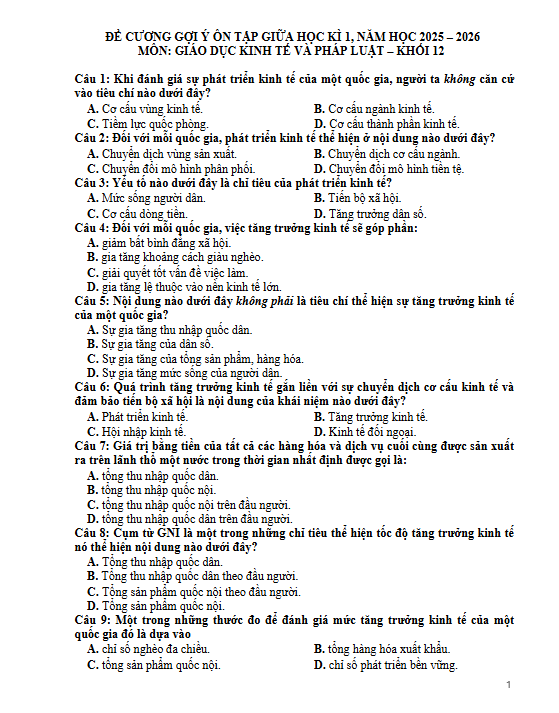 ĐỀ CƯƠNG GỢI Ý ÔN TẬP GIỮA HỌC KÌ 1, NĂM HỌC 2025 – 2026
MÔN: GIÁO DỤC KINH TẾ VÀ PHÁP LUẬT – KHỐI 12
Câu 1: Khi đánh giá sự phát triển kinh tế của một quốc gia, người ta không căn cứ
vào tiêu chí nào dưới đây?
A. Cơ cấu vùng kinh tế. B. Cơ cấu ngành kinh tế.
C. Tiềm lực quốc phòng. D. Cơ cấu thành phần kinh tế.
Câu 2: Đối với mỗi quốc gia, phát triển kinh tế thể hiện ở nội dung nào dưới đây?
A. Chuyển dịch vùng sản xuất. B. Chuyển dịch cơ cấu ngành.
C. Chuyển đổi mô hình phân phối. D. Chuyển đổi mô hình tiền tệ.
Câu 3: Yếu tố nào dưới đây là chỉ tiêu của phát triển kinh tế?
A. Mức sống người dân. B. Tiến bộ xã hội.
C. Cơ cấu dòng tiền. D. Tăng trưởng dân số.
Câu 4: Đối với mỗi quốc gia, việc tăng trưởng kinh tế sẽ góp phần:
A. giảm bất bình đẳng xã hội.
B. gia tăng khoảng cách giàu nghèo.
C. giải quyết tốt vấn đề việc làm.
D. gia tăng lệ thuộc vào nền kinh tế lớn.
Câu 5: Nội dung nào dưới đây không phải là tiêu chí thể hiện sự tăng trưởng kinh tế
của một quốc gia?
A. Sự gia tăng thu nhập quốc dân.
B. Sự gia tăng của dân số.
C. Sự gia tăng của tổng sản phẩm, hàng hóa.
D. Sự gia tăng mức sống của người dân.
Câu 6: Quá trình tăng trưởng kinh tế gắn liền với sự chuyển dịch cơ cấu kinh tế và
đảm bảo tiến bộ xã hội là nội dung của khái niệm nào dưới đây?
A. Phát triển kinh tế. B. Tăng trưởng kinh tế.
C. Hội nhập kinh tế. D. Kinh tế đối ngoại.
Câu 7: Giá trị bằng tiền của tất cả các hàng hóa và dịch vụ cuối cùng được sản xuất
ra trên lãnh thổ một nước trong thời gian nhất định được gọi là:
A. tổng thu nhập quốc dân.
B. tổng thu nhập quốc nội.
C. tổng thu nhập quốc nội trên đầu người.
D. tổng thu nhập quốc dân trên đầu người.
Câu 8: Cụm từ GNI là một trong những chỉ tiêu thể hiện tốc độ tăng trưởng kinh tế
nó thể hiện nội dung nào dưới đây?
A. Tổng thu nhập quốc dân.
B. Tổng thu nhập quốc dân theo đầu người.
C. Tổng sản phẩm quốc nội theo đầu người.
D. Tổng sản phẩm quốc nội.
Câu 9: Một trong những thước đo để đánh giá mức tăng trưởng kinh tế của một
quốc gia đó là dựa vào
A. chỉ số nghèo đa chiều. B. tổng hàng hóa xuất khẩu.
C. tổng sản phẩm quốc nội. D. chỉ số phát triển bền vững.
1